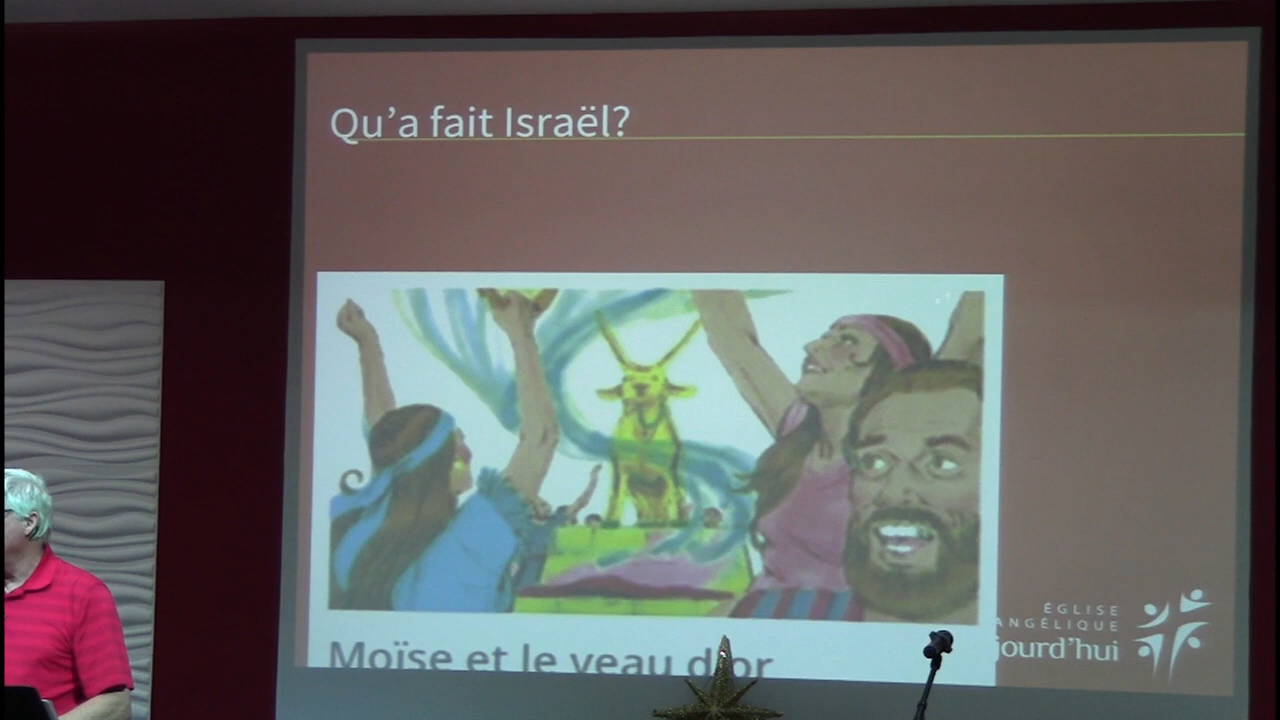 Qu'a fait Israël?
Moïse et le veau d'or
ÉGLISE
ANGÉLIQUE
jourd'hui